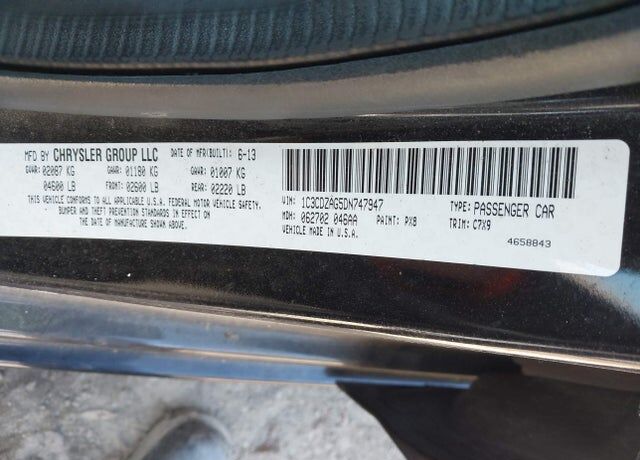 MFD BY CHRYSLER GROUP LLC DATE OF MFR(BUILT): 6-13
GVWR: 02087 KG GAWR: 01180 KG GAWR: 01007 KG
04600 LB FRONT: 02600 LB REAR: 02220 LB
THIS VEHICLE CONFORMS TO ALL APPLICABLE U.S.A. FEDERAL MOTOR VEHICLE SAFETY,
BUMPER AND THEFT PREVENTION STANDARDS IN EFFECT ON
THE DATE OF MANUFACTURE SHOWN ABOVE.
VIN: 1C3CDZAG5DN747947 TYPE: PASSENGER CAR
MDH: 062702 046AA PAINT: PX8 TRIM: C7X9
VEHICLE MADE IN U.S.A.
4658843